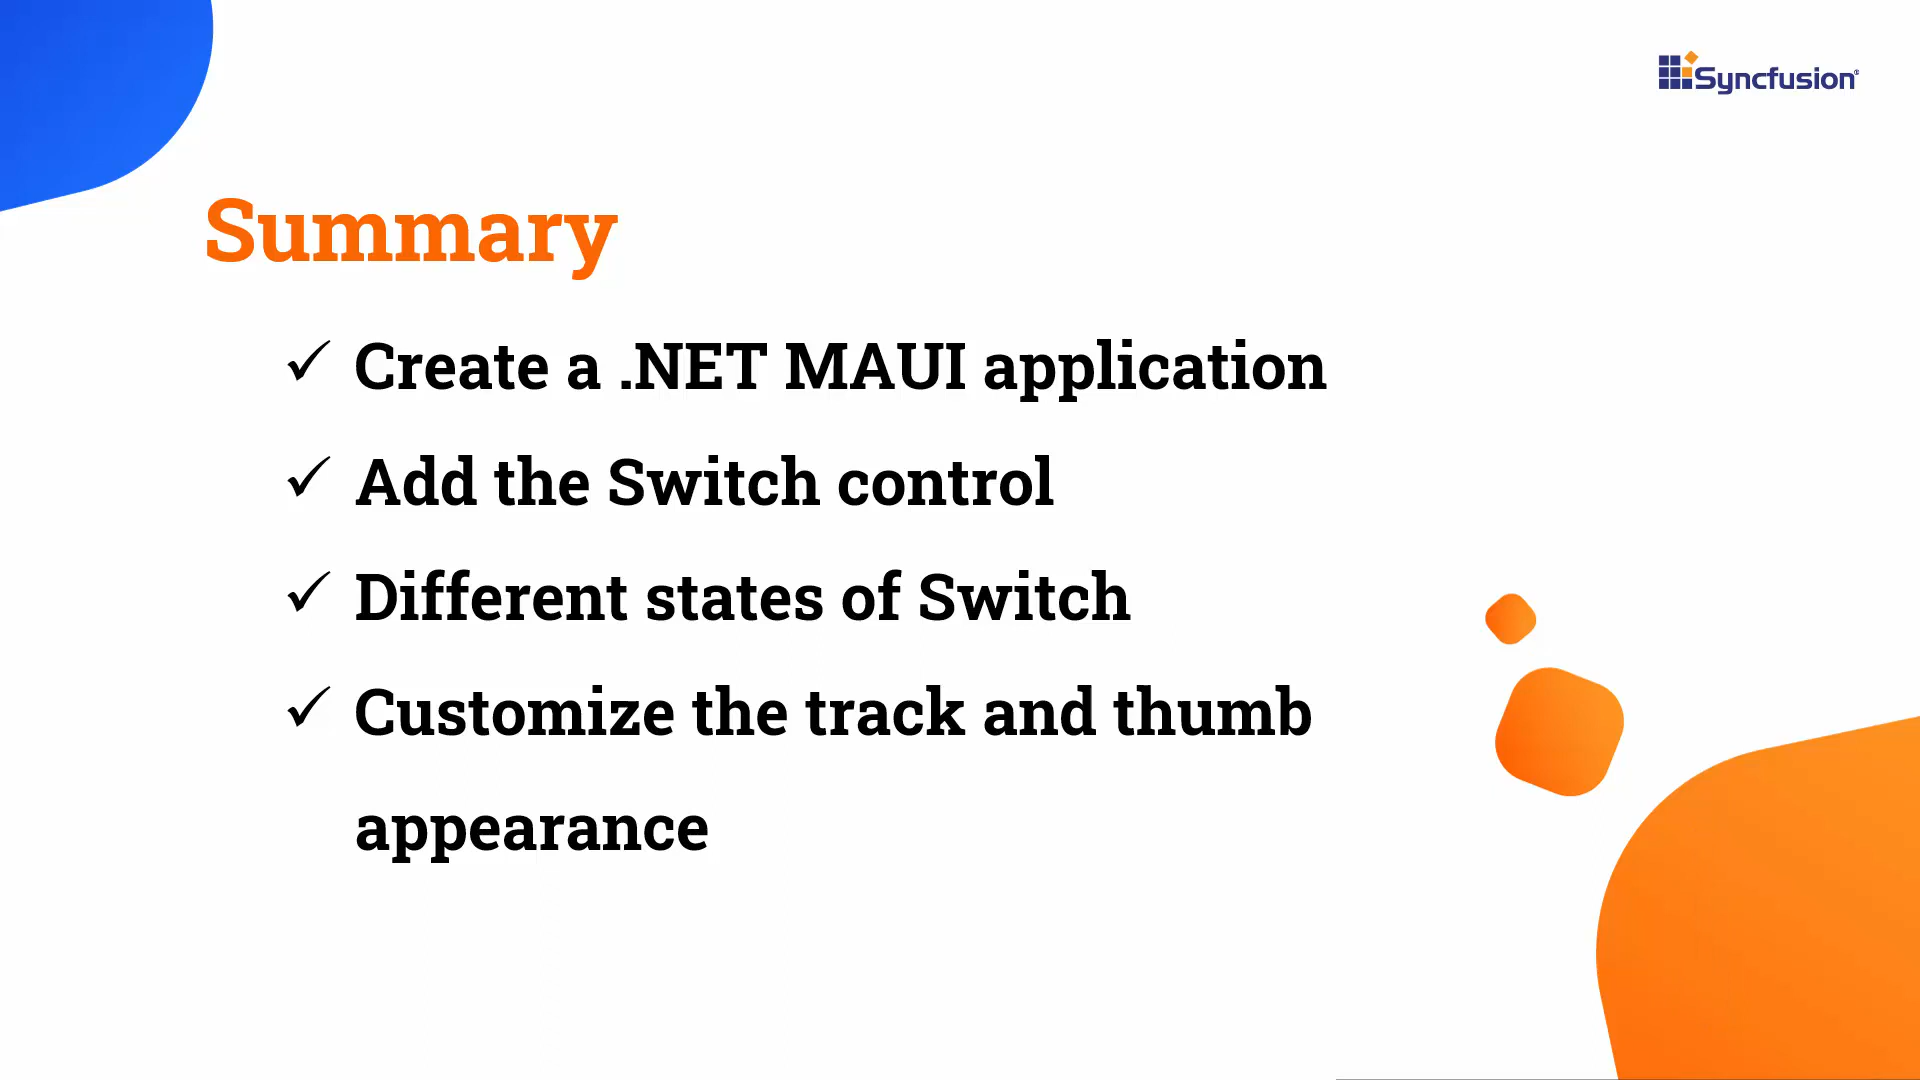 Syncfusion®
Summary
✓ Create a .NET MAUI application
✓ Add the Switch control
✓ Different states of Switch
✓ Customize the track and thumb
appearance